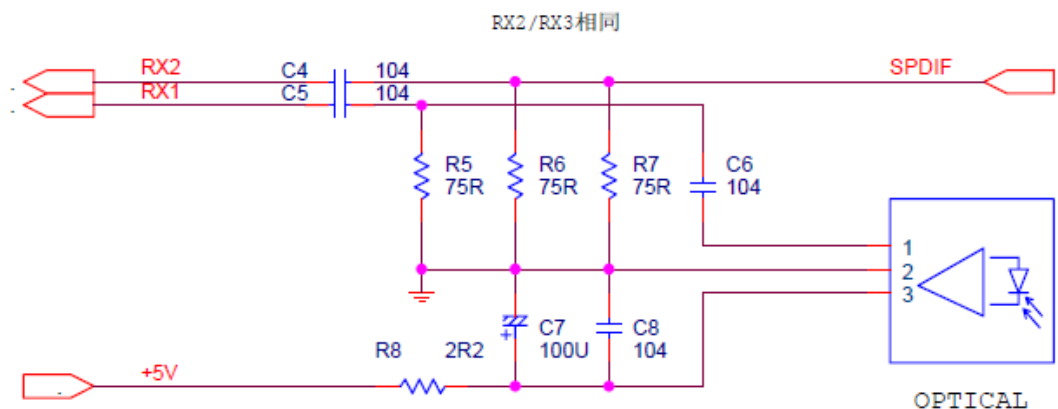 RX2/RX3相同
RX2 C4 104 SPDIF
RX1 C5 104
R5 75R
R6 75R
R7 75R
C6 104
1
2
3
C7 100U
C8 104
R8 2R2
+5V
OPTICAL